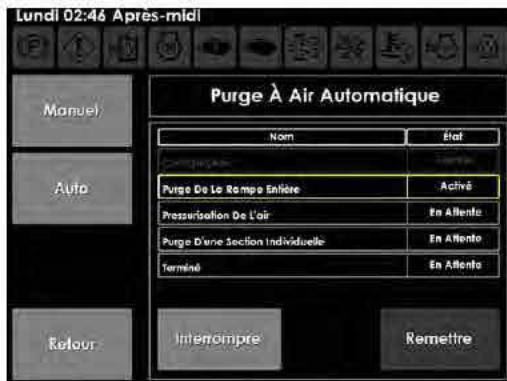 Lundi 02:46 Après-midi
Manuel
Purge À Air Automatique
Nom État
Auto
Purge De La Rampe Entière Activé
Pressurisation De L'air En Attente
Purge D'une Section Individuelle En Attente
Terminé En Attente
Retour Interrompre Remettre